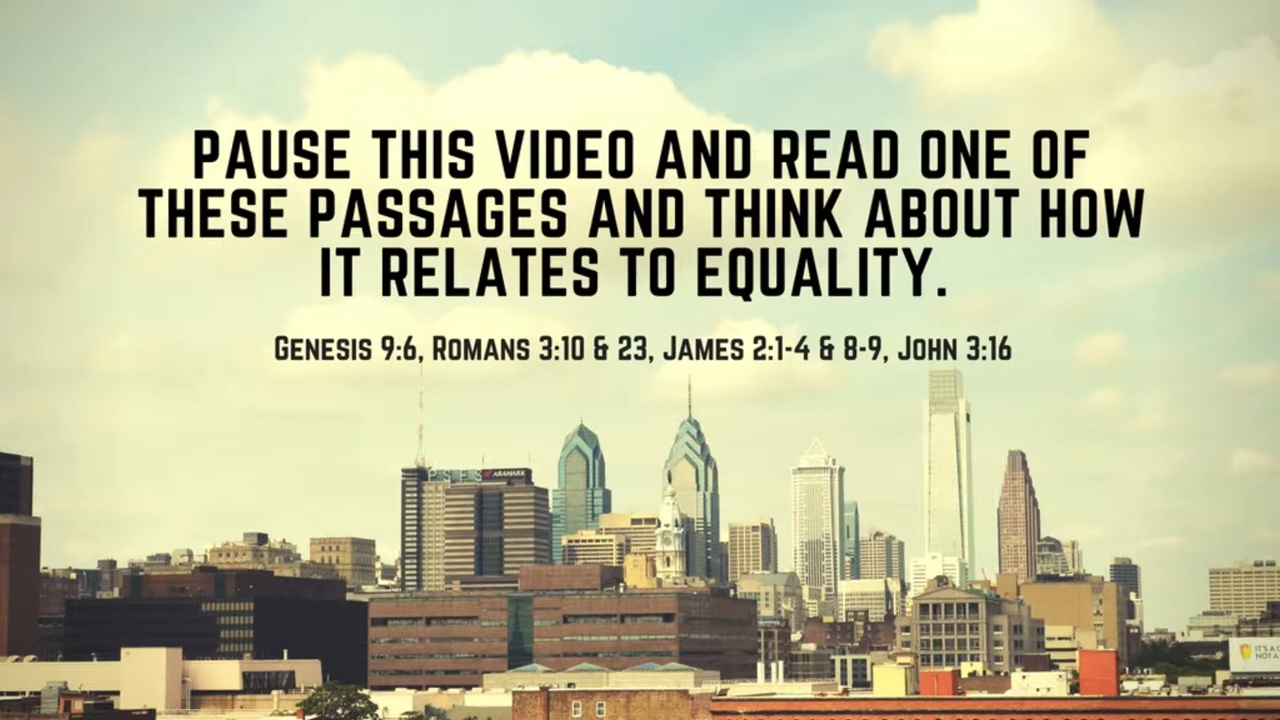 PAUSE THIS VIDEO AND READ ONE OF
THESE PASSAGES AND THINK ABOUT HOW
IT RELATES TO EQUALITY.
GENESIS 9:6, ROMANS 3:10 & 23, JAMES 2:1-4 & 8-9, JOHN 3:16
PSFS ARAMARK